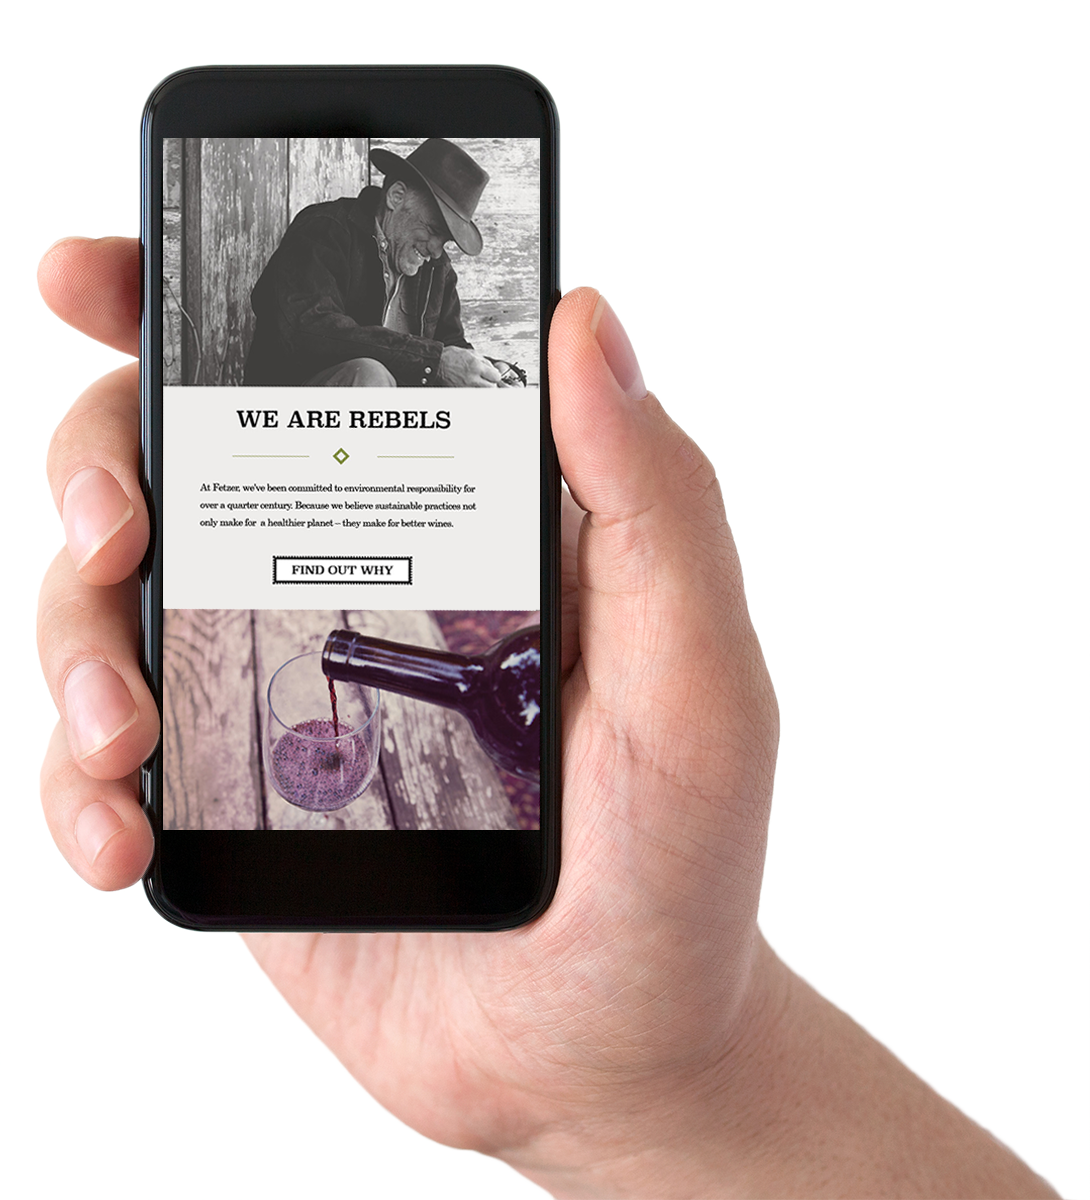 WE ARE REBELS
At Fetzer, we've been committed to environmental responsibility for
over a quarter century. Because we believe sustainable practices not
only make for a healthier planet – they make for better wines.
FIND OUT WHY